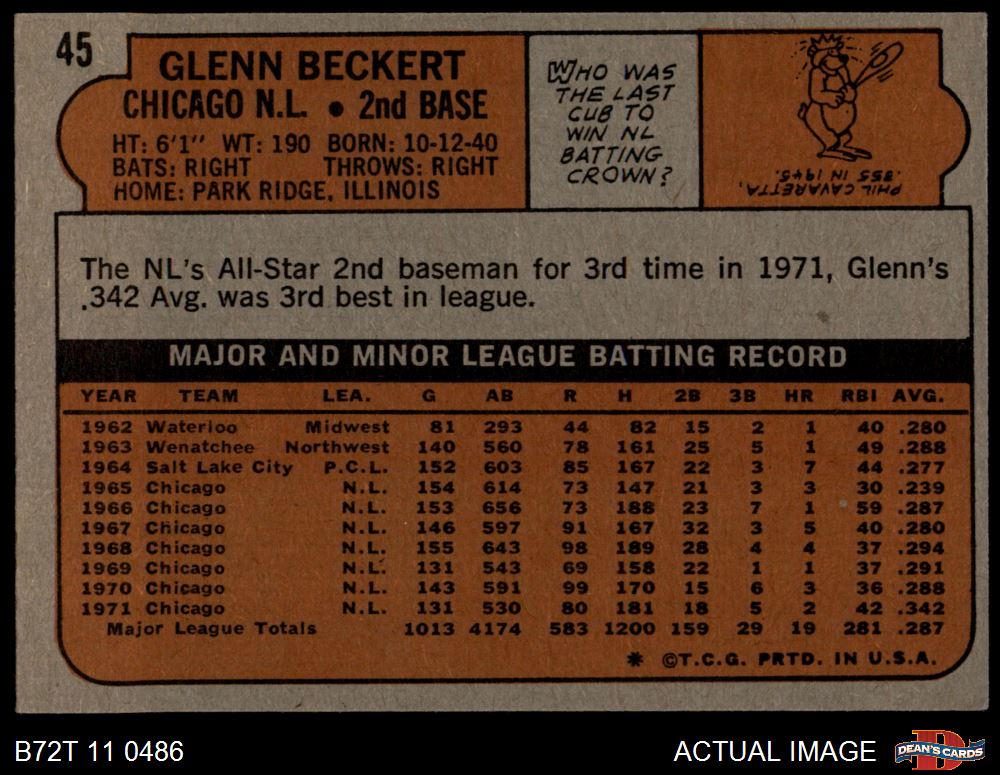 45
GLENN BECKERT
CHICAGO N.L. • 2nd BASE
HT: 6'1" WT: 190 BORN: 10-12-40
BATS: RIGHT THROWS: RIGHT
HOME: PARK RIDGE, ILLINOIS
WHO WAS
THE LAST
CUB TO
WIN NL
BATTING
CROWN?
PHIL CAVARETTA,
.355 IN 1945.
The NL's All-Star 2nd baseman for 3rd time in 1971, Glenn's
.342 Avg. was 3rd best in league.
MAJOR AND MINOR LEAGUE BATTING RECORD
YEAR TEAM LEA. G AB R H 2B 3B HR RBI AVG.
1962 Waterloo Midwest 81 293 44 82 15 2 1 40 .280
1963 Wenatchee Northwest 140 560 78 161 25 5 1 49 .288
1964 Salt Lake City P.C.L. 152 603 85 167 22 3 7 44 .277
1965 Chicago N.L. 154 614 73 147 21 3 3 30 .239
1966 Chicago N.L. 153 656 73 188 23 7 1 59 .287
1967 Chicago N.L. 146 597 91 167 32 3 5 40 .280
1968 Chicago N.L. 155 643 98 189 28 4 4 37 .294
1969 Chicago N.L. 131 543 69 158 22 1 1 37 .291
1970 Chicago N.L. 143 591 99 170 15 6 3 36 .288
1971 Chicago N.L. 131 530 80 181 18 5 2 42 .342
Major League Totals 1013 4174 583 1200 159 29 19 281 .287
* ©T.C.G. PRTD. IN U.S.A.
B72T 11 0486
ACTUAL IMAGE
D
DEAN'S CARDS